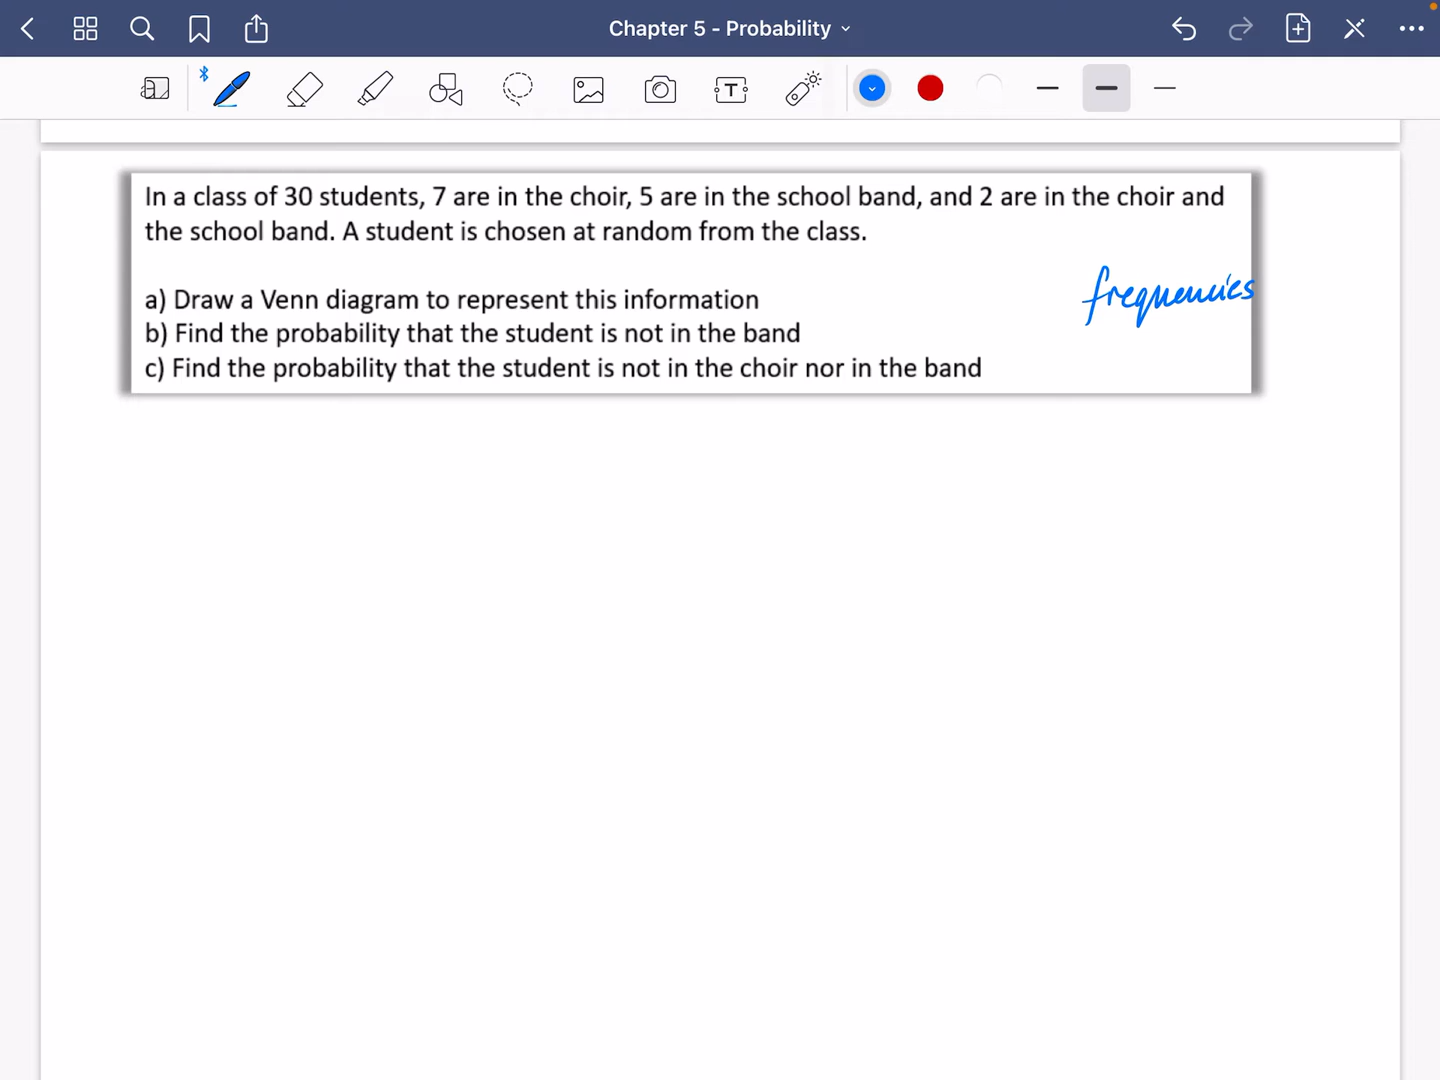 Chapter 5 - Probability
In a class of 30 students, 7 are in the choir, 5 are in the school band, and 2 are in the choir and
the school band. A student is chosen at random from the class.
frequencies
a) Draw a Venn diagram to represent this information
b) Find the probability that the student is not in the band
c) Find the probability that the student is not in the choir nor in the band